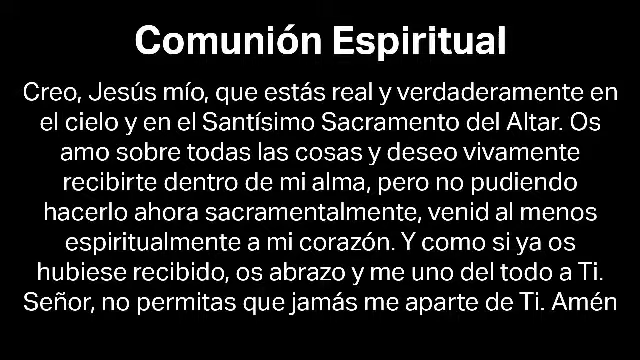 Comunión Espiritual
Creo, Jesús mío, que estás real y verdaderamente en
el cielo y en el Santísimo Sacramento del Altar. Os
amo sobre todas las cosas y deseo vivamente
recibirte dentro de mi alma, pero no pudiendo
hacerlo ahora sacramentalmente, venid al menos
espiritualmente a mi corazón. Y como si ya os
hubiese recibido, os abrazo y me uno del todo a Ti.
Señor, no permitas que jamás me aparte de Ti. Amén